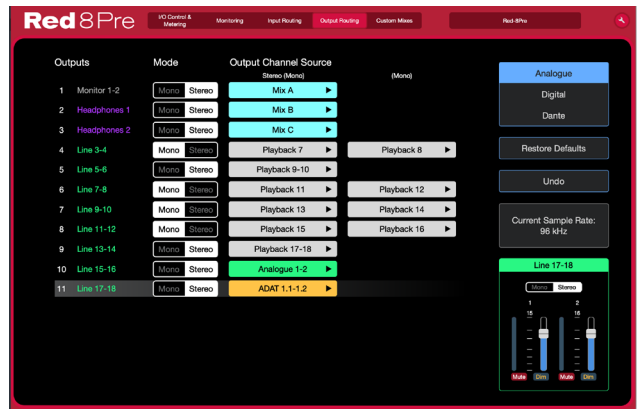 Red 8 Pre
I/O Control & Metering
Monitoring
Input Routing
Output Routing
Custom Mixes
Red-8Pre
Outputs
Mode
Output Channel Source
Stereo (Mono)
(Mono)
1 Monitor 1-2 Mono Stereo Mix A
2 Headphones 1 Mono Stereo Mix B
3 Headphones 2 Mono Stereo Mix C
4 Line 3-4 Mono Stereo Playback 7 Playback 8
5 Line 5-6 Mono Stereo Playback 9-10
6 Line 7-8 Mono Stereo Playback 11 Playback 12
7 Line 9-10 Mono Stereo Playback 13 Playback 14
8 Line 11-12 Mono Stereo Playback 15 Playback 16
9 Line 13-14 Mono Stereo Playback 17-18
10 Line 15-16 Mono Stereo Analogue 1-2
11 Line 17-18 Mono Stereo ADAT 1.1-1.2
Analogue
Digital
Dante
Restore Defaults
Undo
Current Sample Rate:
96 kHz
Line 17-18
Mono Stereo
1 2
15 16
Mute Dim Mute Dim